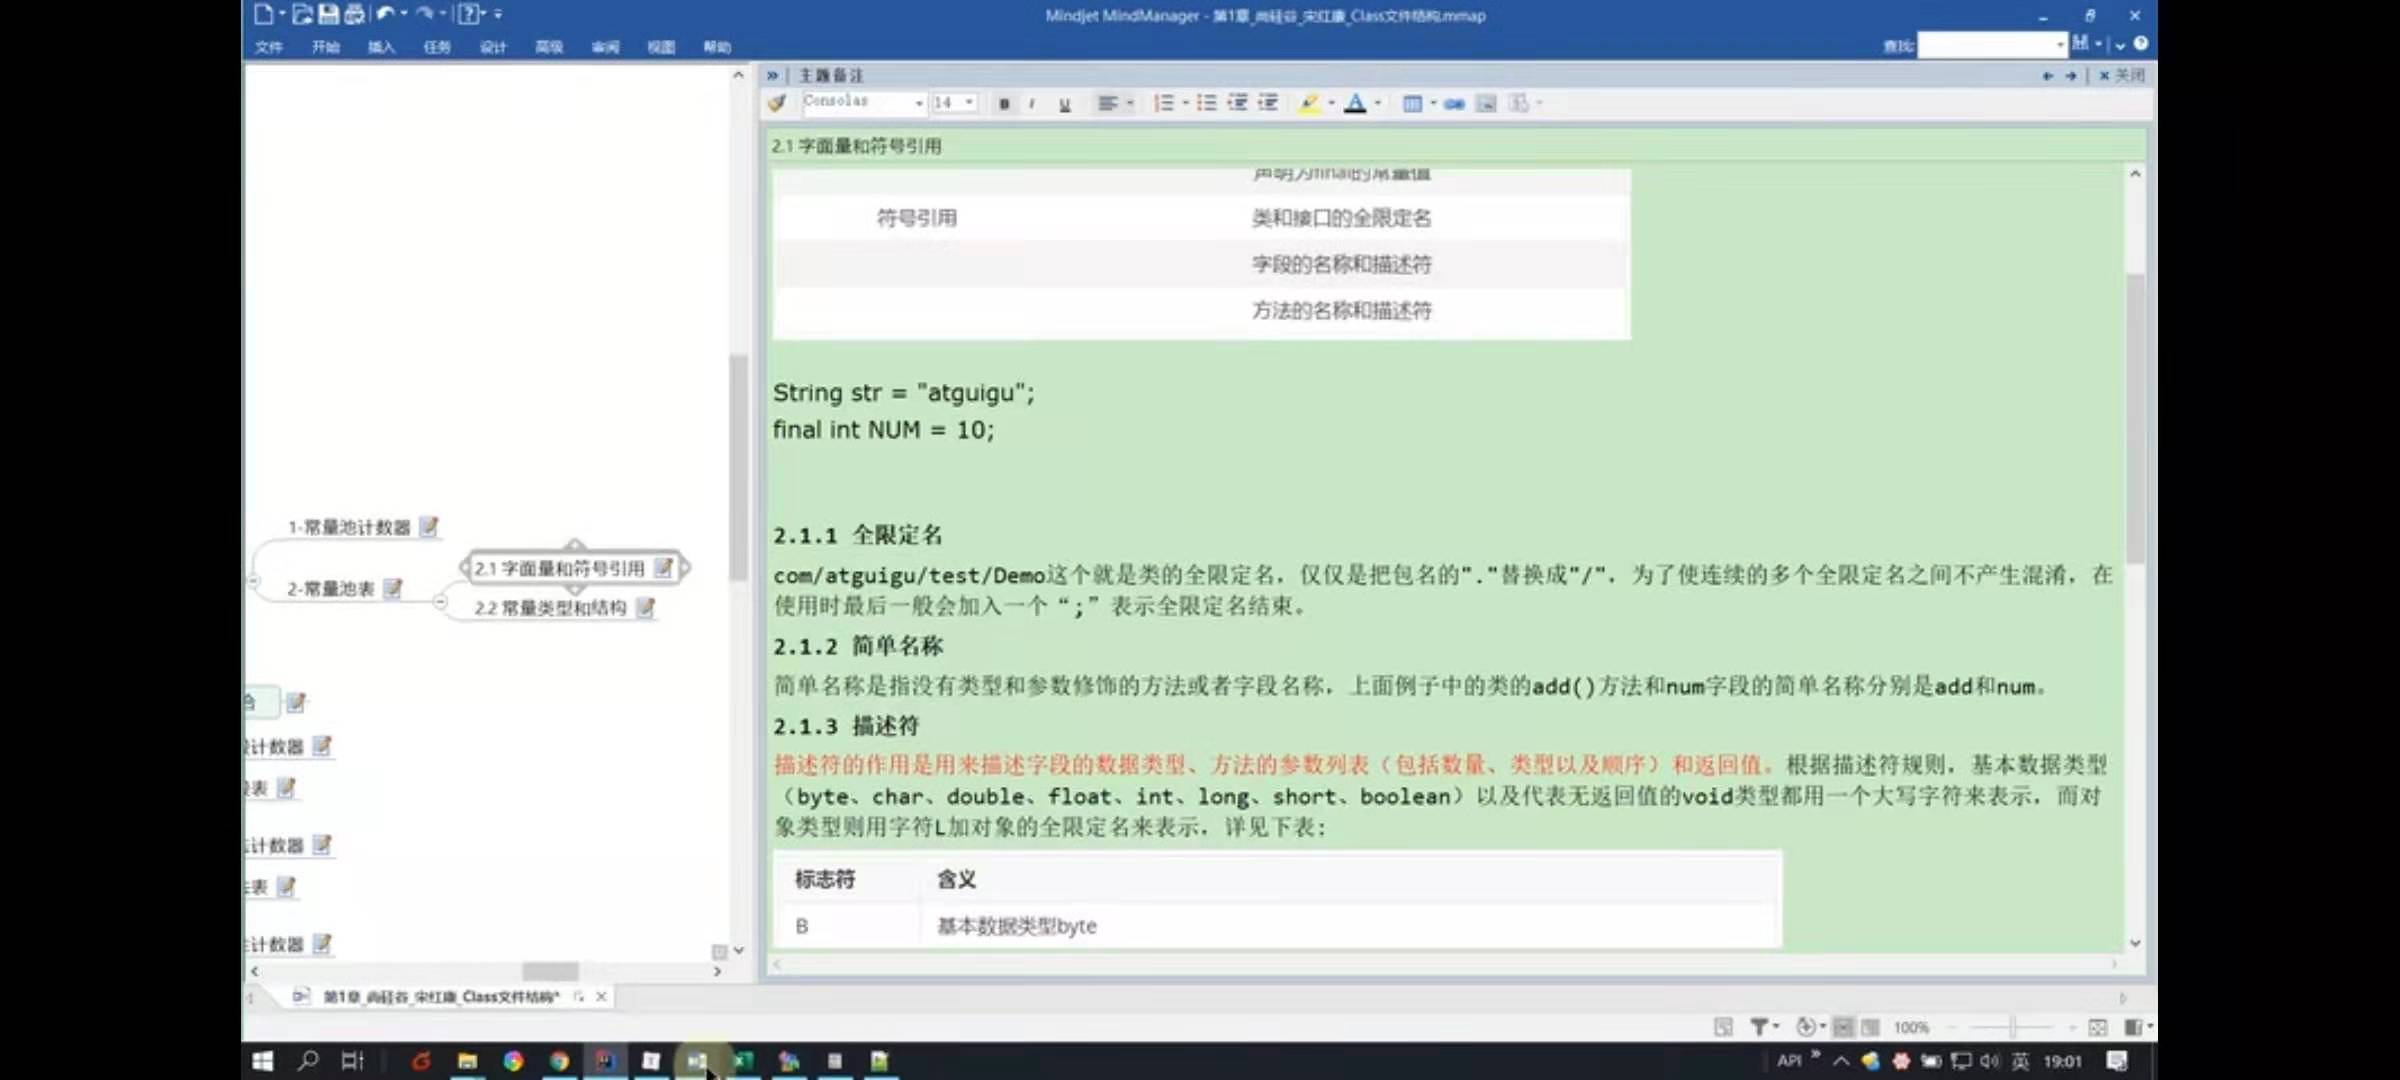 Mindjet MindManager - 第1章_尚硅谷_宋红康_Class文件结构.mmap
文件 开始 插入 任务 设计 高级 审阅 视图 帮助
查找:
主题备注
关闭
Consolas 14 B I U A
2.1 字面量和符号引用
声明为final的常量值
符号引用 类和接口的全限定名
字段的名称和描述符
方法的名称和描述符
String str = "atguigu";
final int NUM = 10;
2.1.1 全限定名
com/atguigu/test/Demo这个就是类的全限定名，仅仅是把包名的"."替换成"/"，为了使连续的多个全限定名之间不产生混淆，在
使用时最后一般会加入一个“;”表示全限定名结束。
2.1.2 简单名称
简单名称是指没有类型和参数修饰的方法或者字段名称，上面例子中的类的add()方法和num字段的简单名称分别是add和num。
2.1.3 描述符
描述符的作用是用来描述字段的数据类型、方法的参数列表（包括数量、类型以及顺序）和返回值。根据描述符规则，基本数据类型
（byte、char、double、float、int、long、short、boolean）以及代表无返回值的void类型都用一个大写字符来表示，而对
象类型则用字符L加对象的全限定名来表示，详见下表:
标志符 含义
B 基本数据类型byte
1-常量池计数器
2-常量池表
2.1 字面量和符号引用
2.2 常量类型和结构
计数器
表
计数器
表
计数器
第1章_尚硅谷_宋红康_Class文件结构*
100%
API
英
19:01